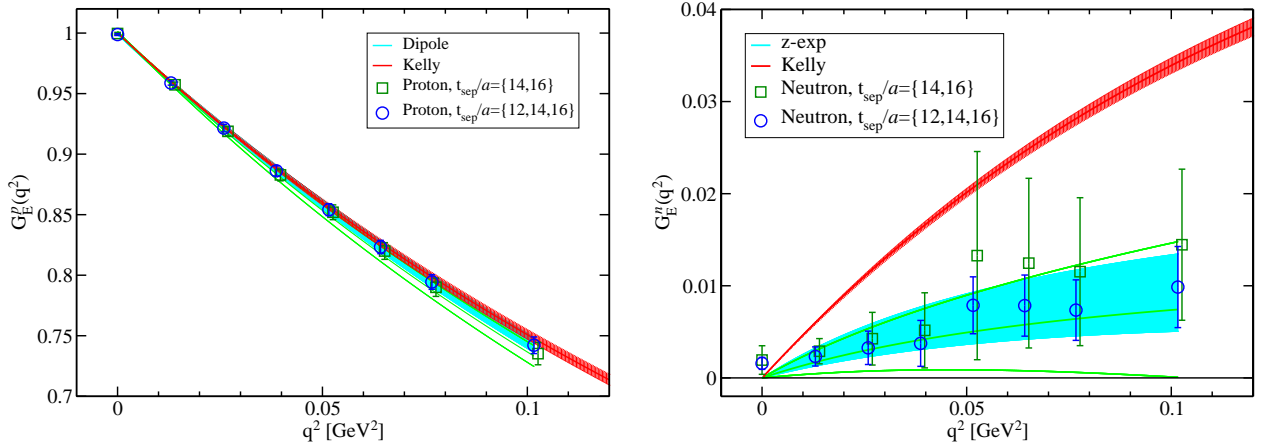 1
0.95
0.9
0.85
0.8
0.75
0.7
G_E^p(q^2)
Dipole
Kelly
Proton, t_sep/a={14,16}
Proton, t_sep/a={12,14,16}
0
0.05
0.1
q^2 [GeV^2]
0.04
0.03
0.02
0.01
0
G_E^n(q^2)
z-exp
Kelly
Neutron, t_sep/a={14,16}
Neutron, t_sep/a={12,14,16}
0
0.05
0.1
q^2 [GeV^2]